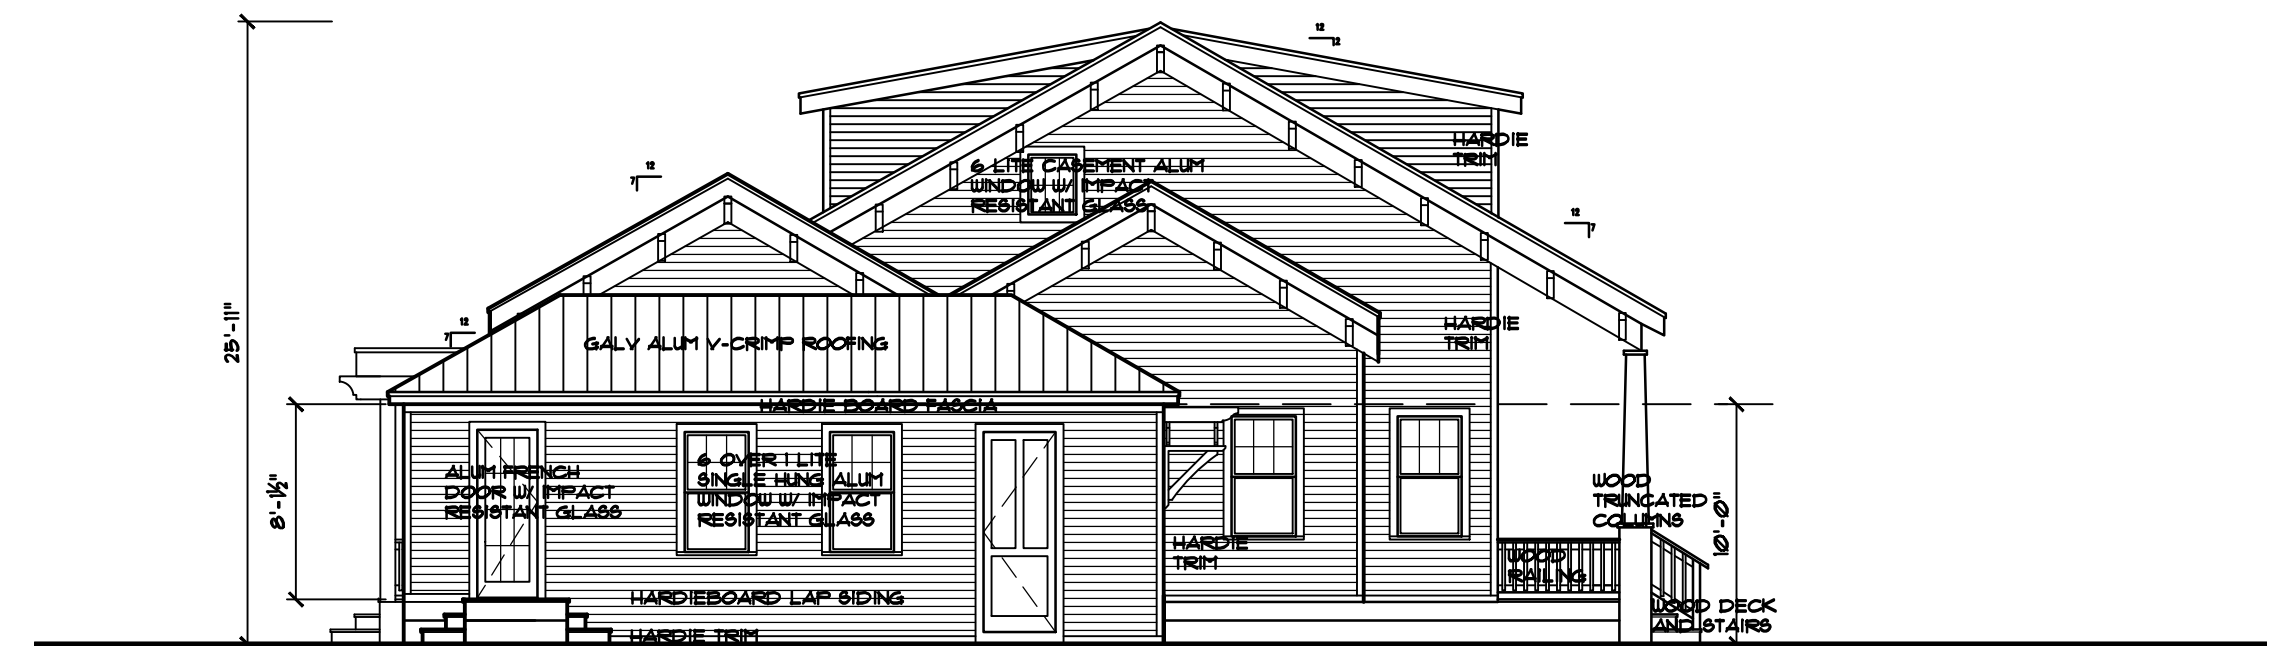 12
2
HARDIE
TRIM
6 LITE CASEMENT ALUM
WINDOW W/ IMPACT
RESISTANT GLASS
12
7
12
7
25'-11"
12
7
HARDIE
TRIM
GALV ALUM V-CRIMP ROOFING
HARDIE BOARD FASCIA
8'-1½"
ALUM FRENCH
DOOR W/ IMPACT
RESISTANT GLASS
6 OVER 1 LITE
SINGLE HUNG ALUM
WINDOW W/ IMPACT
RESISTANT GLASS
WOOD
TRUNCATED
COLUMNS
10'-0"
HARDIE
TRIM
WOOD
RAILING
HARDIEBOARD LAP SIDING
WOOD DECK
AND STAIRS
HARDIE TRIM